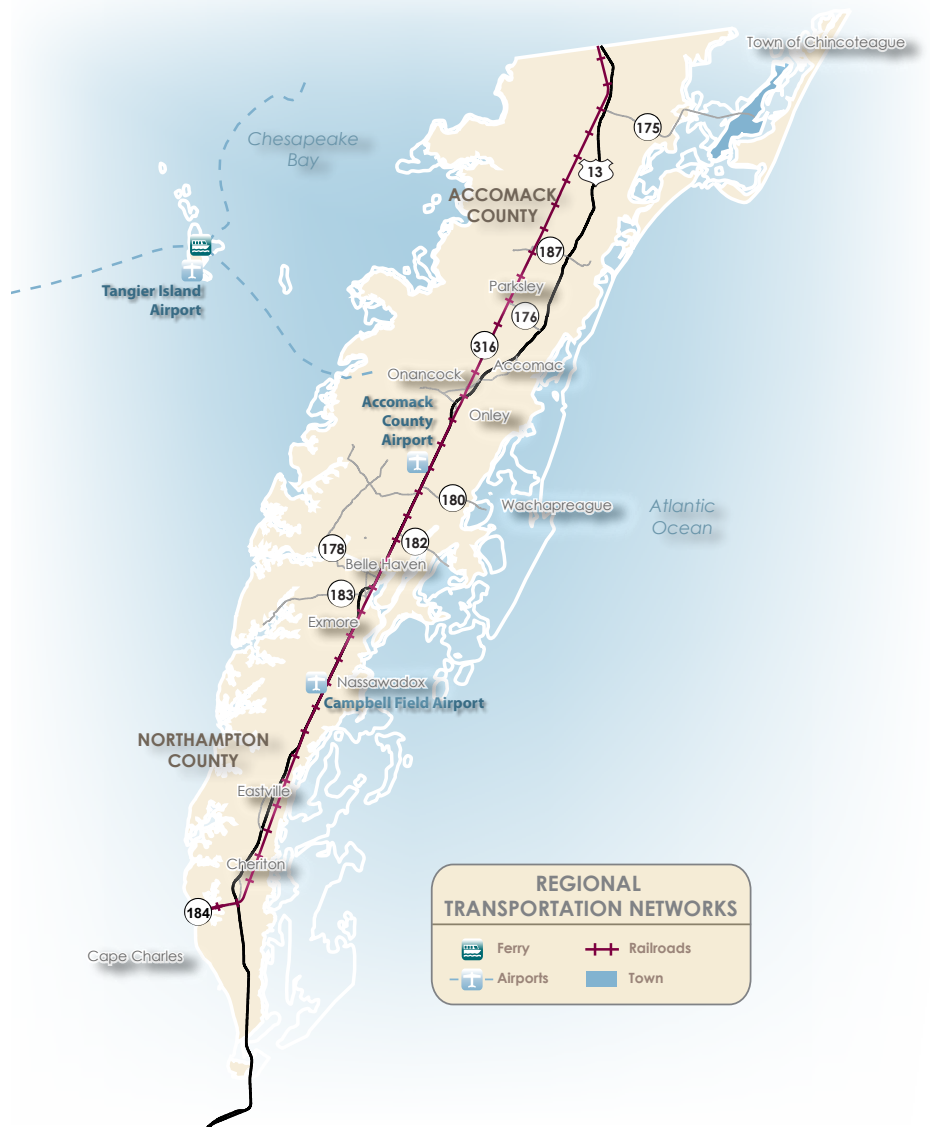 Town of Chincoteague
Chesapeake
Bay
175
13
ACCOMACK
COUNTY
187
Tangier Island
Airport
Parksley
176
316
Accomac
Onancock
Accomack
County
Airport
Onley
180
Wachapreague
Atlantic
Ocean
178
182
Belle Haven
183
Exmore
Nassawadox
Campbell Field Airport
NORTHAMPTON
COUNTY
Eastville
Cheriton
184
Cape Charles
REGIONAL
TRANSPORTATION NETWORKS
Ferry
Railroads
Airports
Town